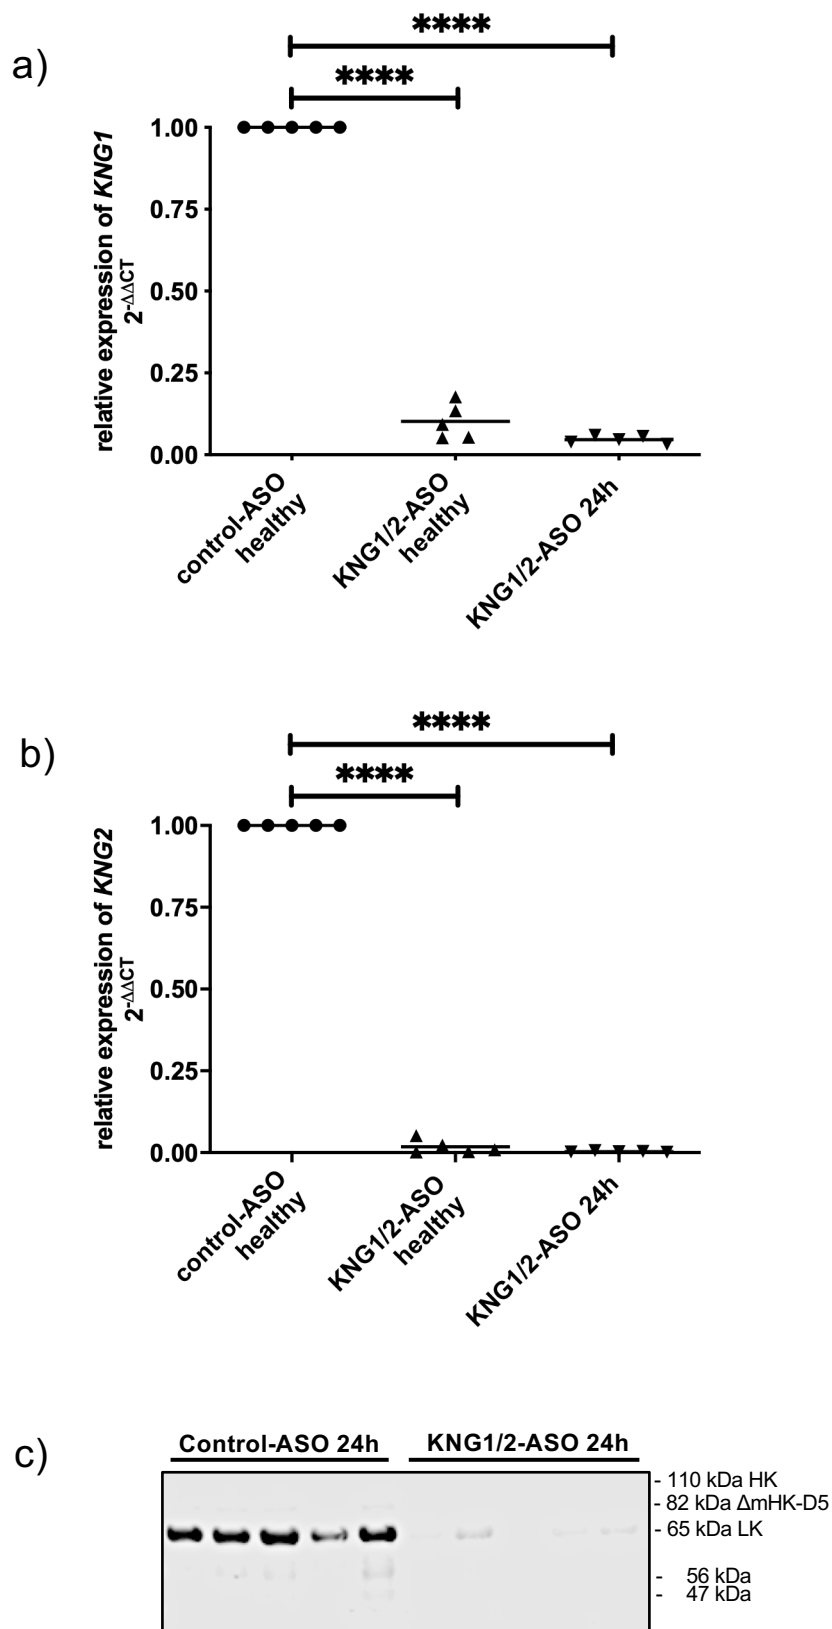 a)
****
****
relative expression of KNG1
2-ΔΔCT
1.00
0.75
0.50
0.25
0.00
control-ASO
healthy
KNG1/2-ASO
healthy
KNG1/2-ASO 24h
b)
****
****
relative expression of KNG2
2-ΔΔCT
1.00
0.75
0.50
0.25
0.00
control-ASO
healthy
KNG1/2-ASO
healthy
KNG1/2-ASO 24h
c)
Control-ASO 24h
KNG1/2-ASO 24h
- 110 kDa HK
- 82 kDa ΔmHK-D5
- 65 kDa LK
- 56 kDa
- 47 kDa